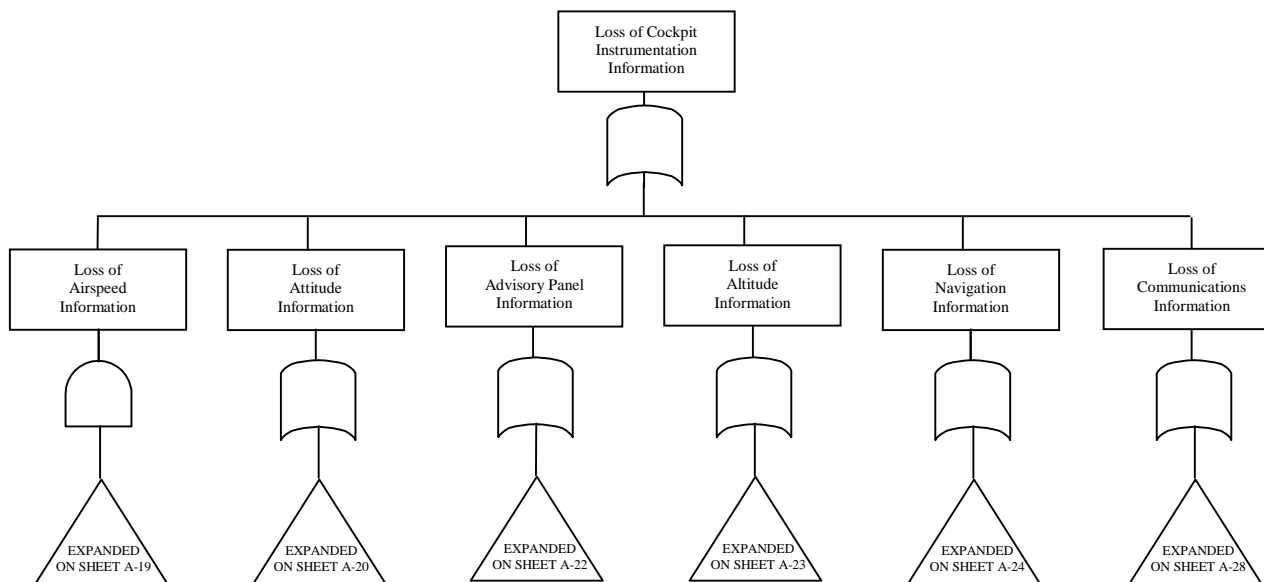 Loss of Cockpit
Instrumentation
Information
Loss of
Airspeed
Information
Loss of
Attitude
Information
Loss of
Advisory Panel
Information
Loss of
Altitude
Information
Loss of
Navigation
Information
Loss of
Communications
Information
EXPANDED
ON SHEET A-19
EXPANDED
ON SHEET A-20
EXPANDED
ON SHEET A-22
EXPANDED
ON SHEET A-23
EXPANDED
ON SHEET A-24
EXPANDED
ON SHEET A-28